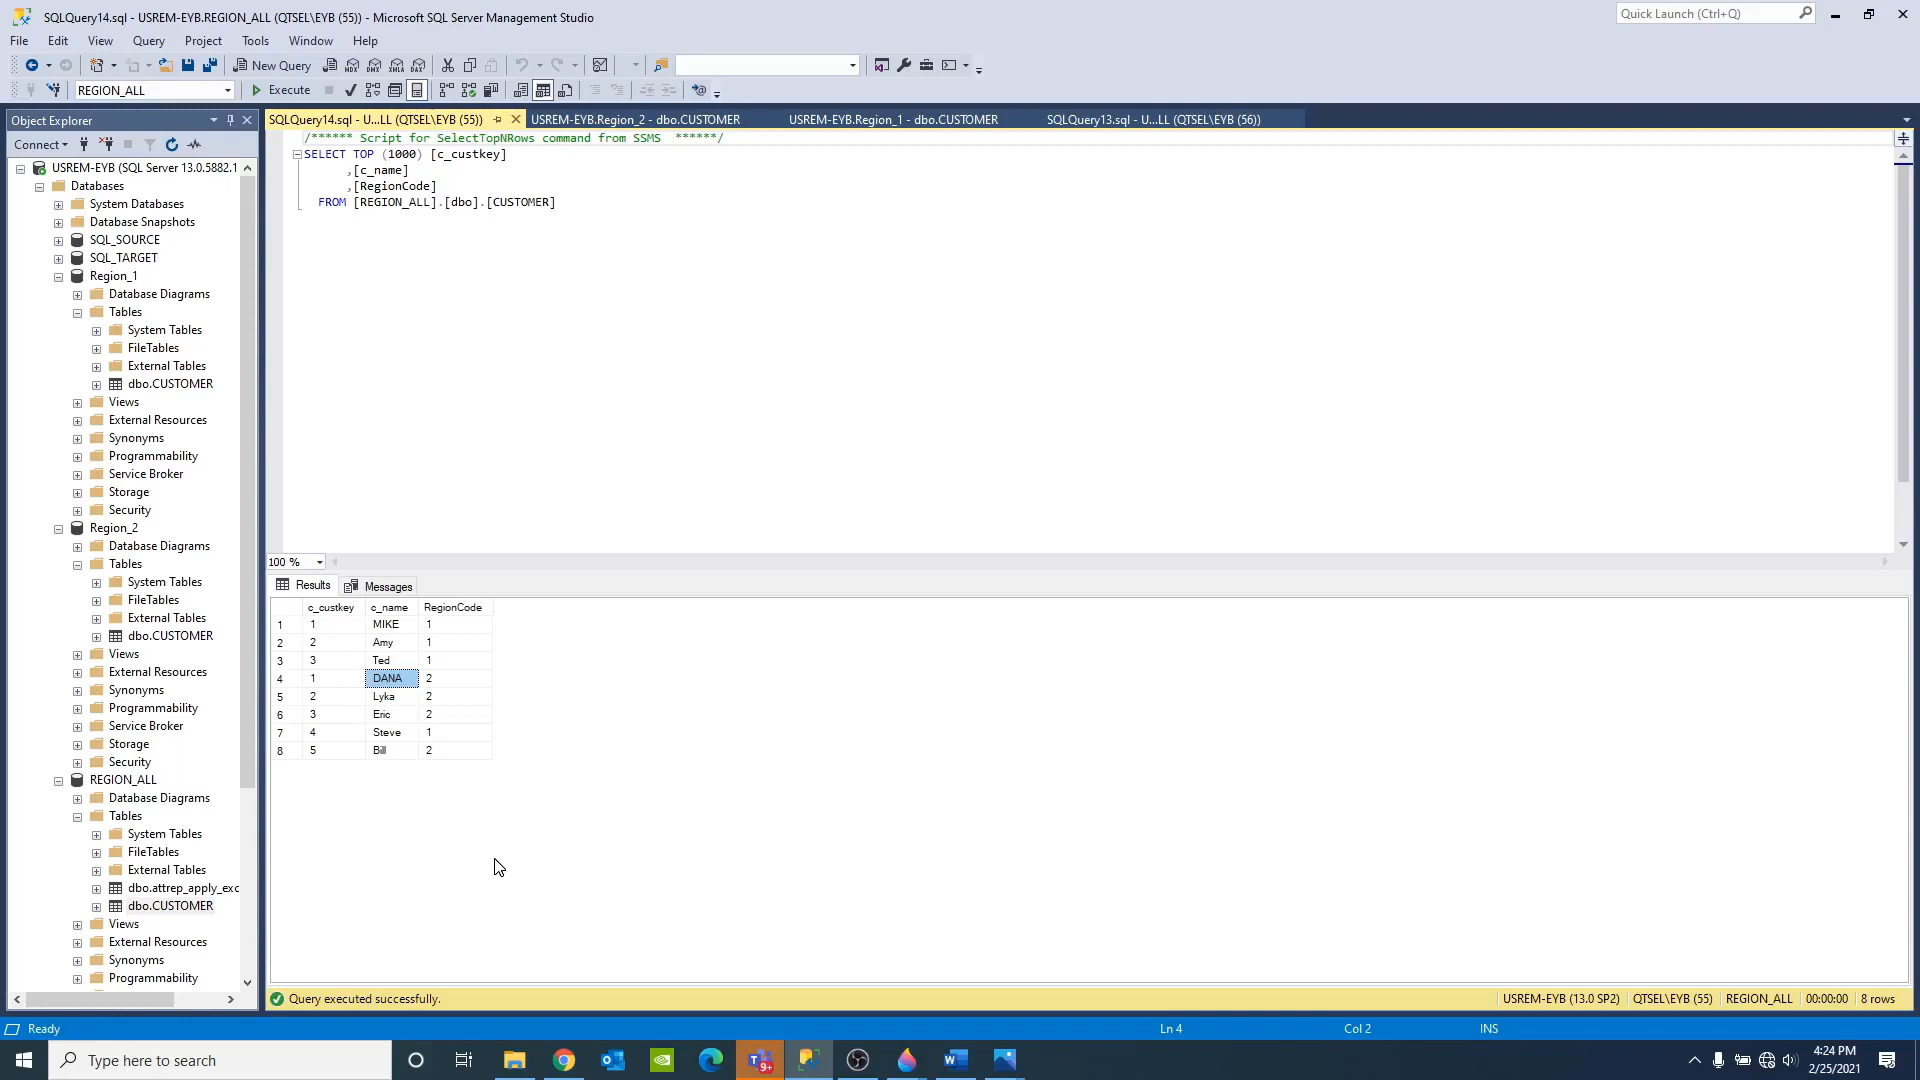 SQLQuery14.sql - USREM-EYB.REGION_ALL (QTSEL\EYB (55)) - Microsoft SQL Server Management Studio
Quick Launch (Ctrl+Q)
File Edit View Query Project Tools Window Help
New Query
MDX DMX XMLA DAX
REGION_ALL
Execute
Object Explorer
SQLQuery14.sql - U...LL (QTSEL\EYB (55))
USREM-EYB.Region_2 - dbo.CUSTOMER
USREM-EYB.Region_1 - dbo.CUSTOMER
SQLQuery13.sql - U...LL (QTSEL\EYB (56))
Connect
USREM-EYB (SQL Server 13.0.5882.1
Databases
System Databases
Database Snapshots
SQL_SOURCE
SQL_TARGET
Region_1
Database Diagrams
Tables
System Tables
FileTables
External Tables
dbo.CUSTOMER
Views
External Resources
Synonyms
Programmability
Service Broker
Storage
Security
Region_2
Database Diagrams
Tables
System Tables
FileTables
External Tables
dbo.CUSTOMER
Views
External Resources
Synonyms
Programmability
Service Broker
Storage
Security
REGION_ALL
Database Diagrams
Tables
System Tables
FileTables
External Tables
dbo.attrep_apply_exc
dbo.CUSTOMER
Views
External Resources
Synonyms
Programmability
/****** Script for SelectTopNRows command from SSMS ******/
SELECT TOP (1000) [c_custkey]
,[c_name]
,[RegionCode]
FROM [REGION_ALL].[dbo].[CUSTOMER]
100 %
Results Messages
c_custkey c_name RegionCode
1 1 MIKE 1
2 2 Amy 1
3 3 Ted 1
4 1 DANA 2
5 2 Lyka 2
6 3 Eric 2
7 4 Steve 1
8 5 Bill 2
Query executed successfully.
USREM-EYB (13.0 SP2) QTSEL\EYB (55) REGION_ALL 00:00:00 8 rows
Ready Ln 4 Col 2 INS
Type here to search
9+
4:24 PM
2/25/2021